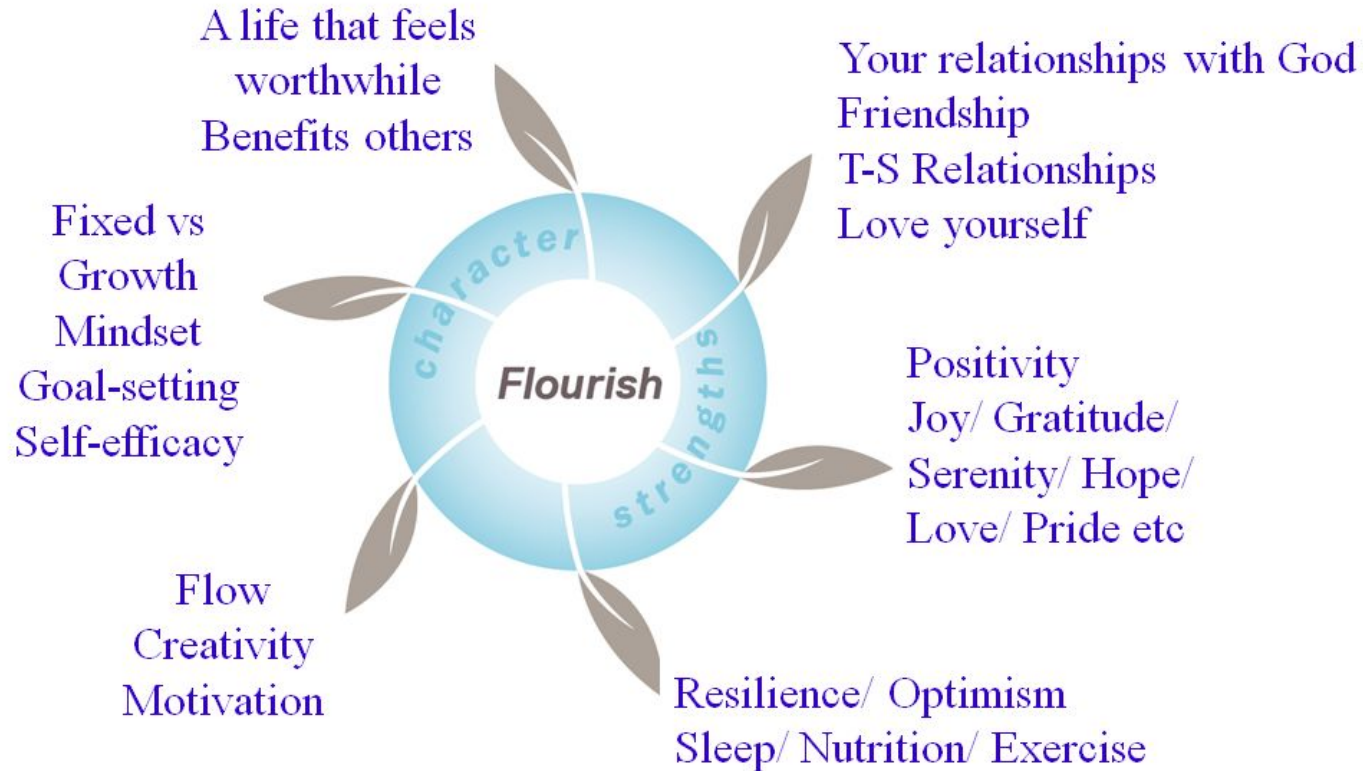 A life that feels
worthwhile
Benefits others
Your relationships with God
Friendship
T-S Relationships
Love yourself
Fixed vs
Growth
Mindset
Goal-setting
Self-efficacy
character
Flourish
strengths
Positivity
Joy/ Gratitude/
Serenity/ Hope/
Love/ Pride etc
Flow
Creativity
Motivation
Resilience/ Optimism
Sleep/ Nutrition/ Exercise